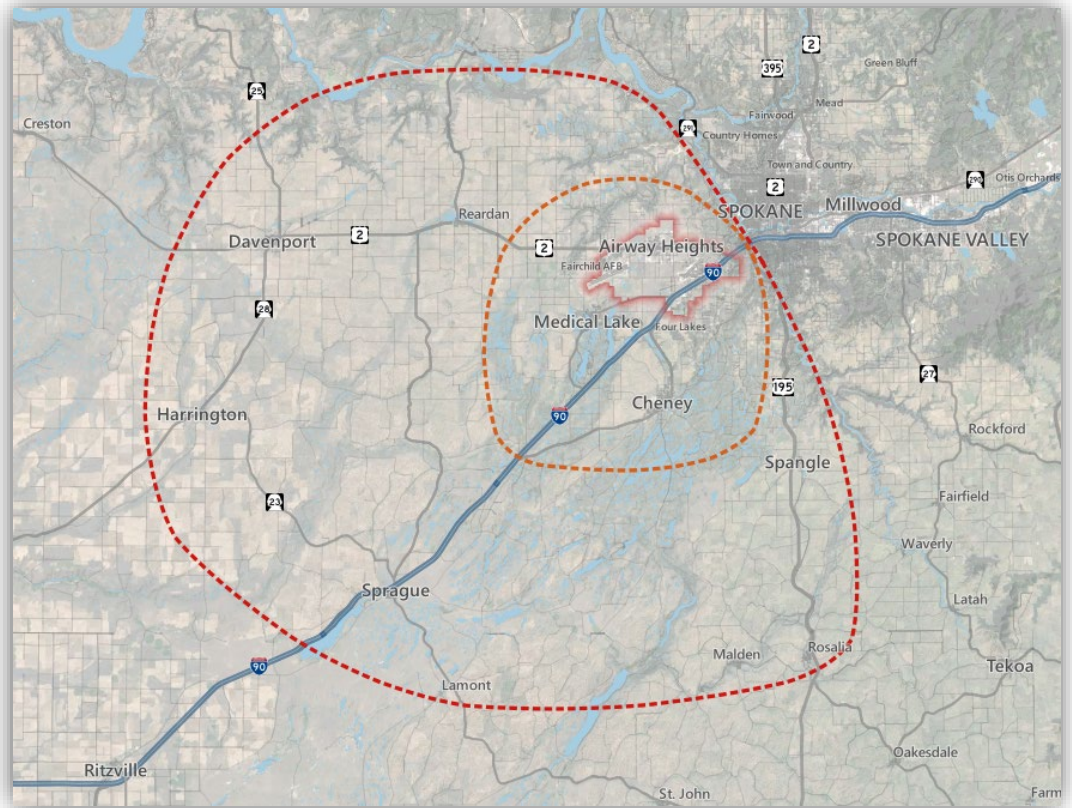 2
395
Green Bluff
25
Mead
Creston
Fairwood
291
Country Homes
Town and Country
2
290
Otis Orchards
SPOKANE
Millwood
Reardan
2
Davenport
SPOKANE VALLEY
2
Airway Heights
Fairchild AFB
90
28
Medical Lake
Four Lakes
27
195
Harrington
90
Cheney
Rockford
Spangle
23
Fairfield
Waverly
Sprague
Latah
Rosalia
Malden
90
Tekoa
Lamont
Oakesdale
Ritzville
St. John
Farm